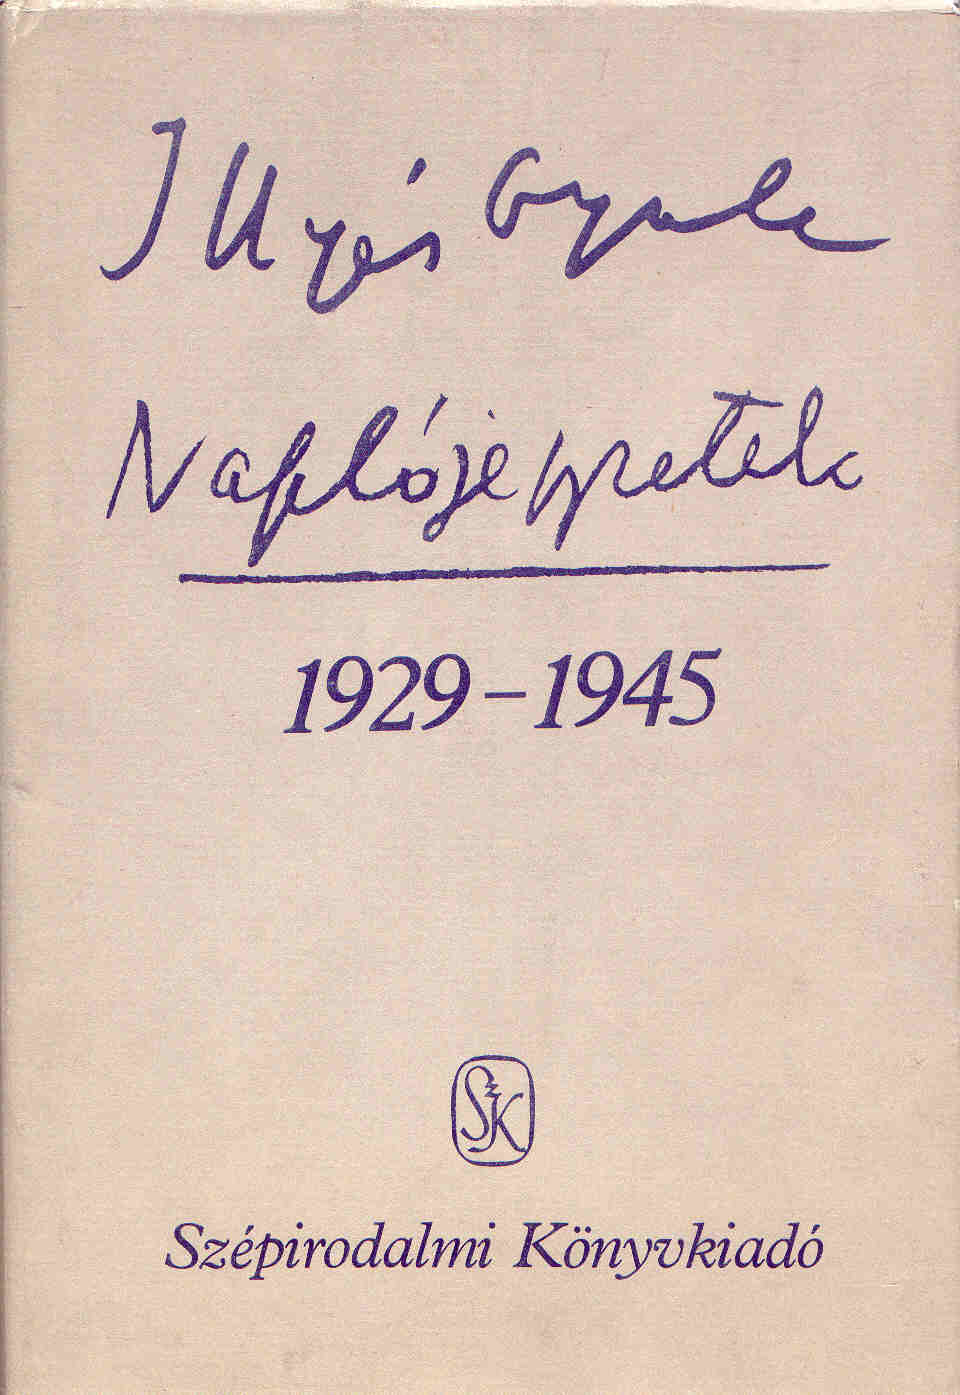 Illyés Gyula
Naplójegyzetek
1929–1945
SzK
Szépirodalmi Könyvkiadó